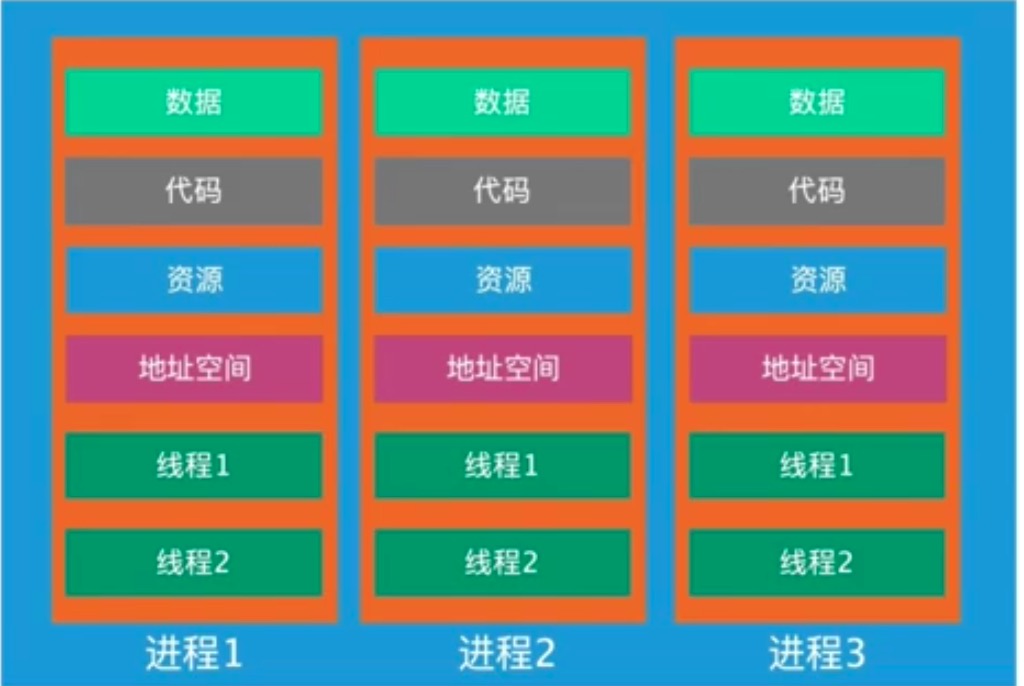 数据 数据 数据
代码 代码 代码
资源 资源 资源
地址空间 地址空间 地址空间
线程1 线程1 线程1
线程2 线程2 线程2
进程1 进程2 进程3